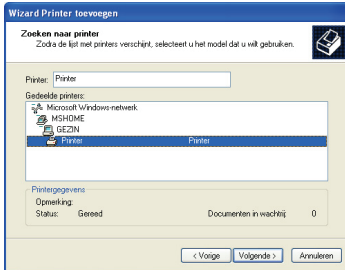 Wizard Printer toevoegen
Zoeken naar printer
Zodra de lijst met printers verschijnt, selecteert u het model dat u wilt gebruiken.
Printer: Printer
Gedeelde printers:
Microsoft Windows-netwerk
MSHOME
GEZIN
Printer Printer
Printergegevens
Opmerking:
Status: Gereed Documenten in wachtrij: 0
< Vorige Volgende > Annuleren